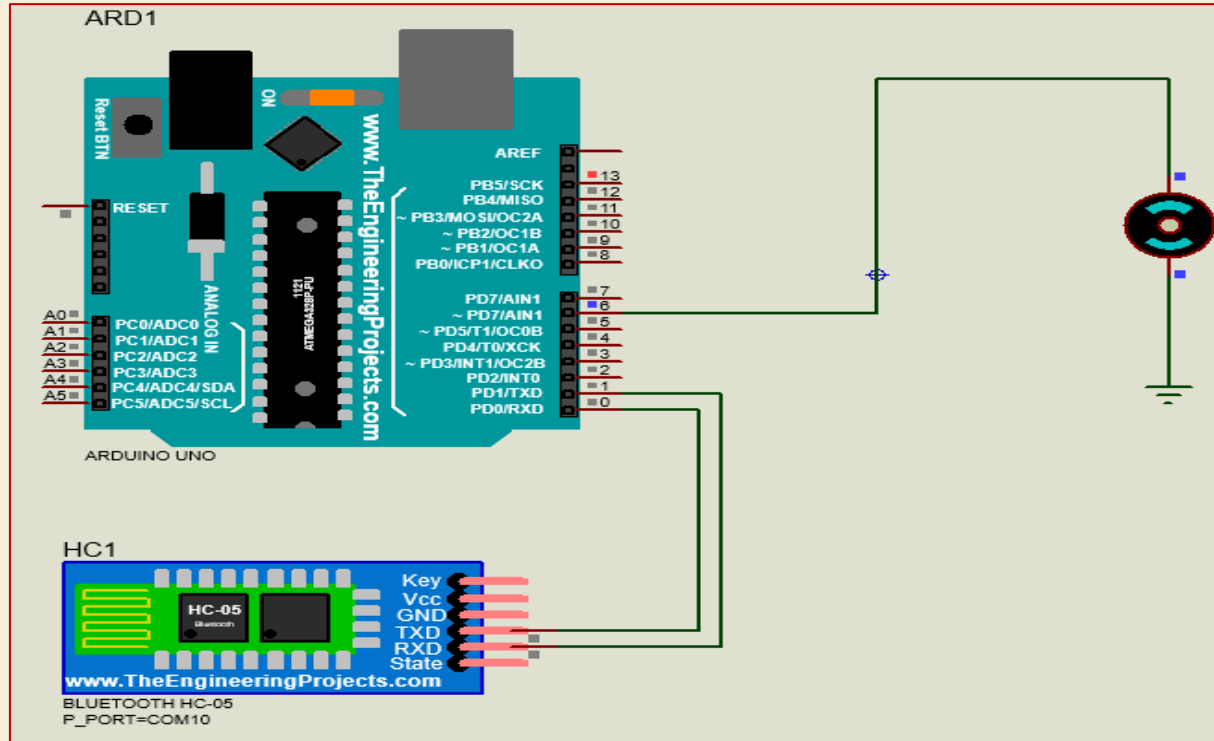 ARD1
Reset BTN
ON
www.TheEngineeringProjects.com
RESET
ANALOG IN
1121
ATMEGA328P-PU
AREF
PB5/SCK 13
PB4/MISO 12
~ PB3/MOSI/OC2A 11
~ PB2/OC1B 10
~ PB1/OC1A 9
PB0/ICP1/CLKO 8
PD7/AIN1 7
~ PD7/AIN1 6
~ PD5/T1/OC0B 5
PD4/T0/XCK 4
~ PD3/INT1/OC2B 3
PD2/INT0 2
PD1/TXD 1
PD0/RXD 0
A0 PC0/ADC0
A1 PC1/ADC1
A2 PC2/ADC2
A3 PC3/ADC3
A4 PC4/ADC4/SDA
A5 PC5/ADC5/SCL
ARDUINO UNO
HC1
HC-05
Bluetooth
Key
Vcc
GND
TXD
RXD
State
www.TheEngineeringProjects.com
BLUETOOTH HC-05
P_PORT=COM10